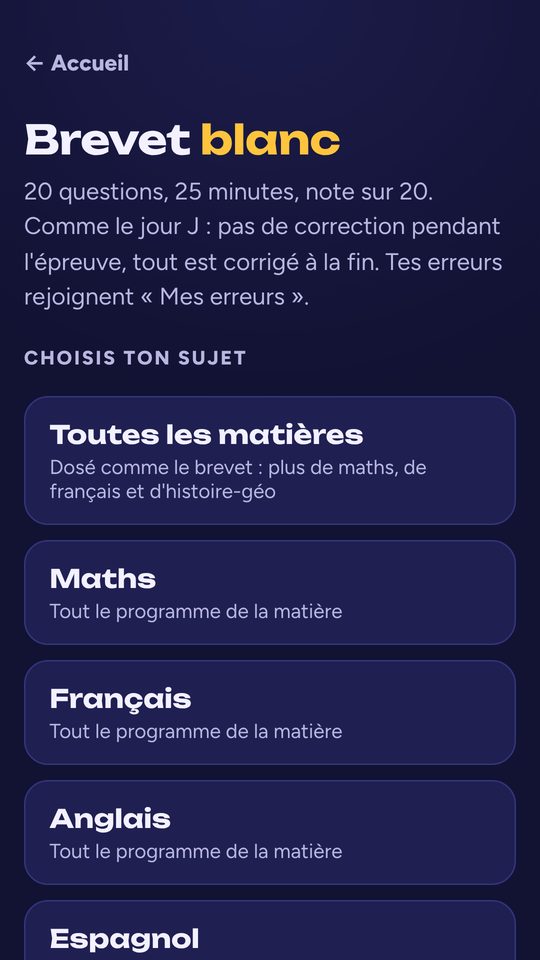 ← Accueil
Brevet blanc
20 questions, 25 minutes, note sur 20.
Comme le jour J : pas de correction pendant
l'épreuve, tout est corrigé à la fin. Tes erreurs
rejoignent « Mes erreurs ».
CHOISIS TON SUJET
Toutes les matières
Dosé comme le brevet : plus de maths, de
français et d'histoire-géo
Maths
Tout le programme de la matière
Français
Tout le programme de la matière
Anglais
Tout le programme de la matière
Espagnol